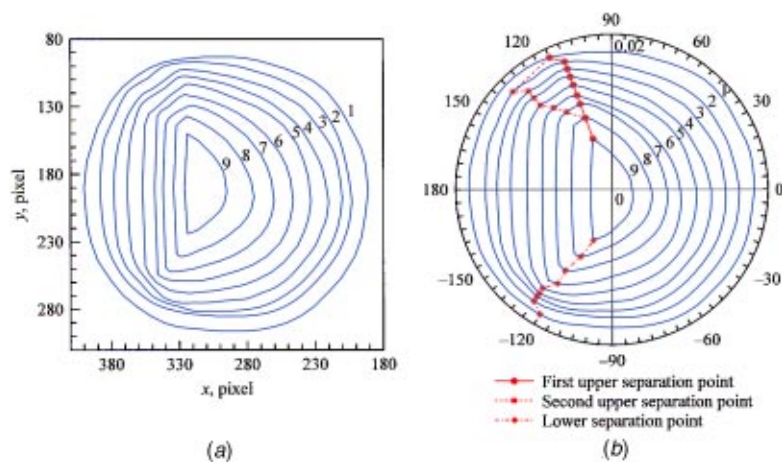 80
130
180
230
280
y, pixel
380 330 280 230 180
x, pixel
9 8 7 6 5 4 3 2 1
(a)
90
120 60
150 30
180 0
−150 −30
−120 −60
−90
0.02
0
9 8 7 6 5 4 3 2 1
First upper separation point
Second upper separation point
Lower separation point
(b)